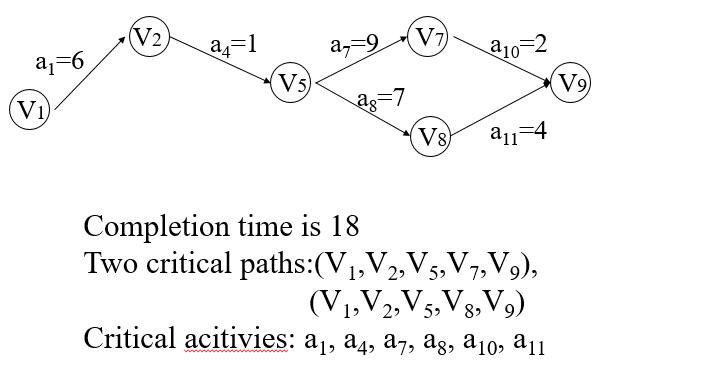 V2
a4=1
a7=9
V7
a10=2
a1=6
V5
V9
a8=7
V1
V8
a11=4
Completion time is 18
Two critical paths:(V1,V2,V5,V7,V9),
(V1,V2,V5,V8,V9)
Critical acitivies: a1, a4, a7, a8, a10, a11